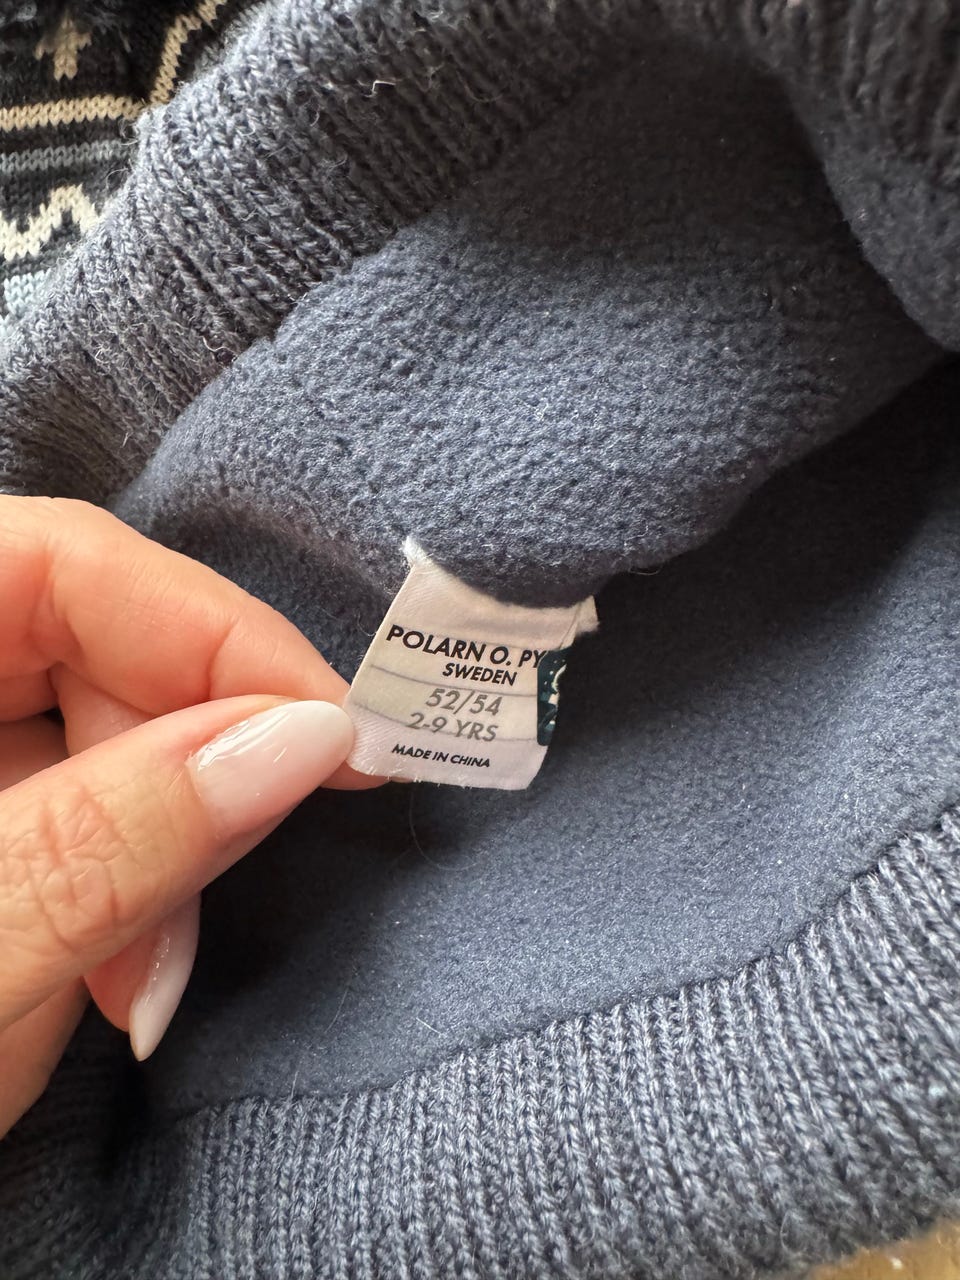 POLARN O. PY
SWEDEN
52/54
2-9 YRS
MADE IN CHINA